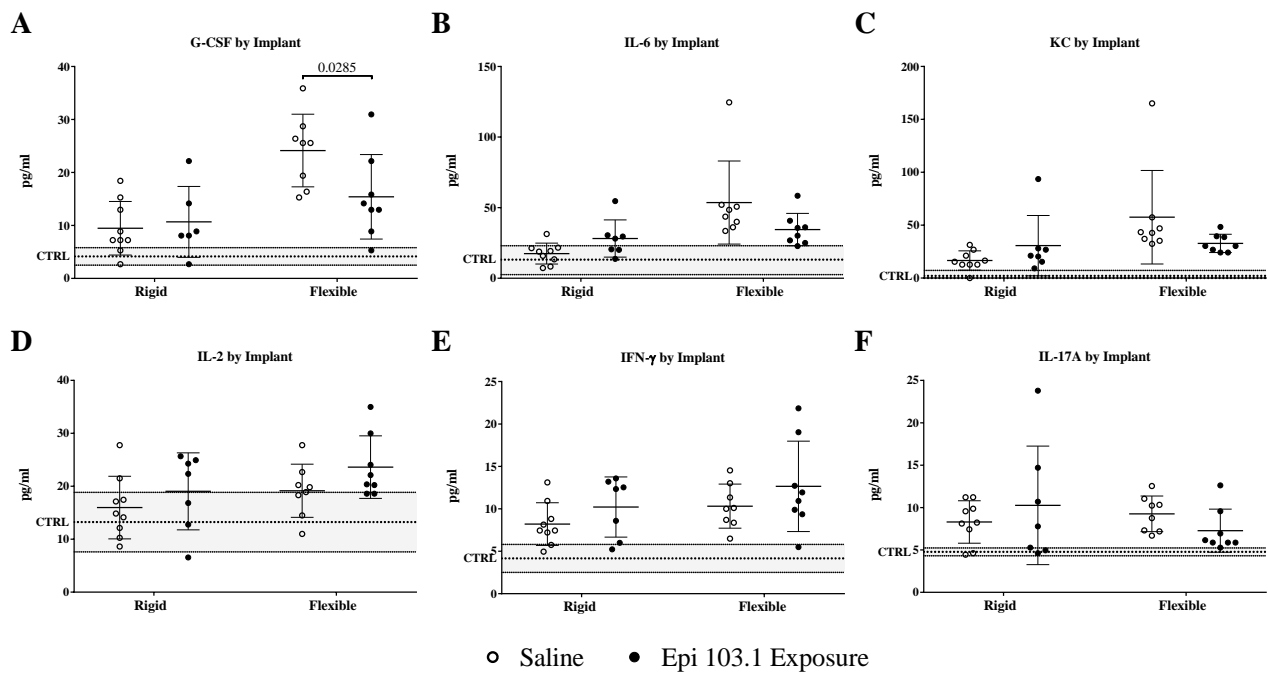 A
G-CSF by Implant
40
30
20
10
0
pg/ml
CTRL
0.0285
Rigid
Flexible
B
IL-6 by Implant
150
100
50
0
pg/ml
CTRL
Rigid
Flexible
C
KC by Implant
200
150
100
50
0
pg/ml
CTRL
Rigid
Flexible
D
IL-2 by Implant
40
30
20
10
0
pg/ml
CTRL
Rigid
Flexible
E
IFN-γ by Implant
25
20
15
10
5
0
pg/ml
CTRL
Rigid
Flexible
F
IL-17A by Implant
25
20
15
10
5
0
pg/ml
CTRL
Rigid
Flexible
Saline
Epi 103.1 Exposure